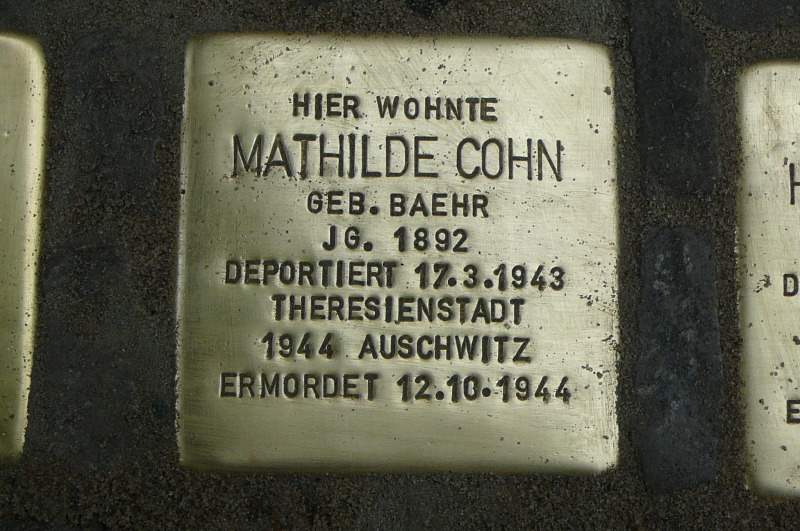 HIER WOHNTE
MATHILDE COHN
GEB. BAEHR
JG. 1892
DEPORTIERT 17.3.1943
THERESIENSTADT
1944 AUSCHWITZ
ERMORDET 12.10.1944